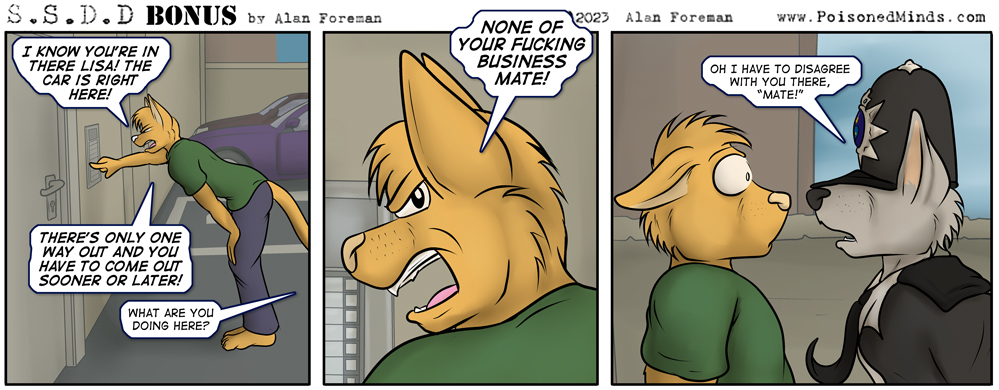 S.S.D.D BONUS by Alan Foreman 2023 Alan Foreman www.PoisonedMinds.com
I KNOW YOU'RE IN
THERE LISA! THE
CAR IS RIGHT
HERE!
THERE'S ONLY ONE
WAY OUT AND YOU
HAVE TO COME OUT
SOONER OR LATER!
WHAT ARE YOU
DOING HERE?
NONE OF
YOUR FUCKING
BUSINESS
MATE!
OH I HAVE TO DISAGREE
WITH YOU THERE,
"MATE!"